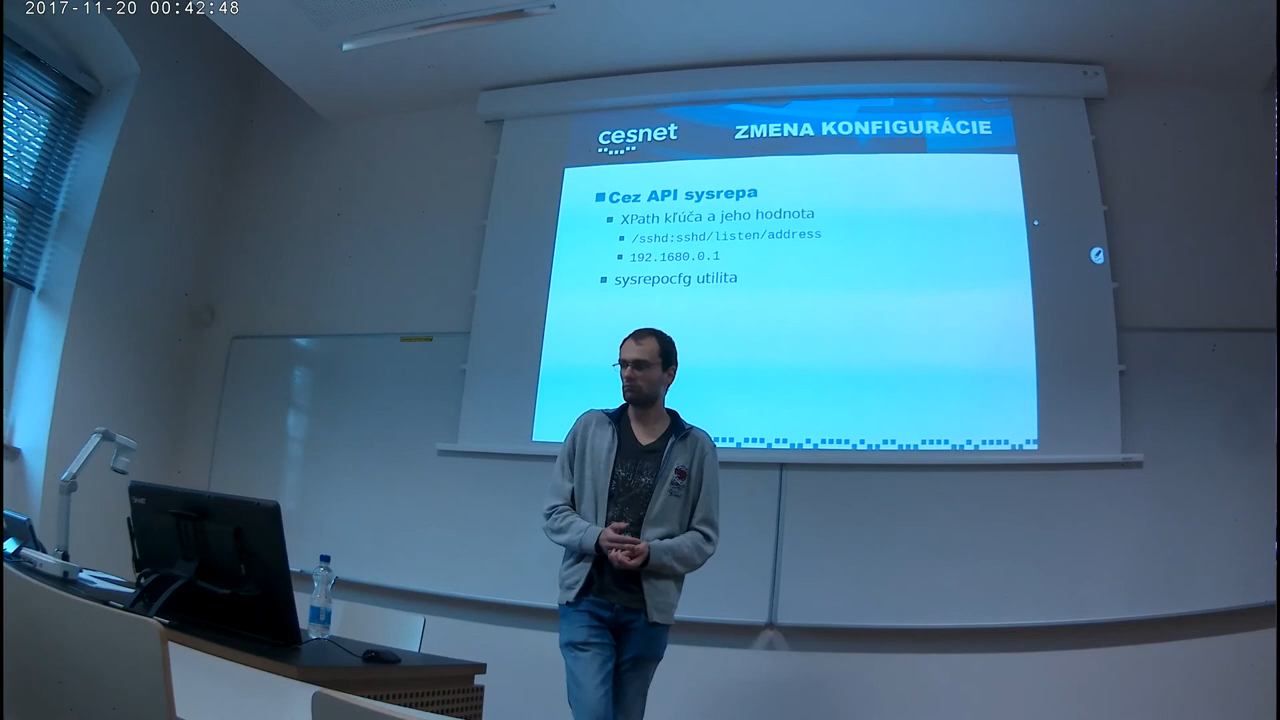 2017-11-20 00:42:48
cesnet
ZMENA KONFIGURÁCIE
Cez API sysrepa
XPath kľúča a jeho hodnota
/sshd:sshd/listen/address
192.1680.0.1
sysrepocfg utilita